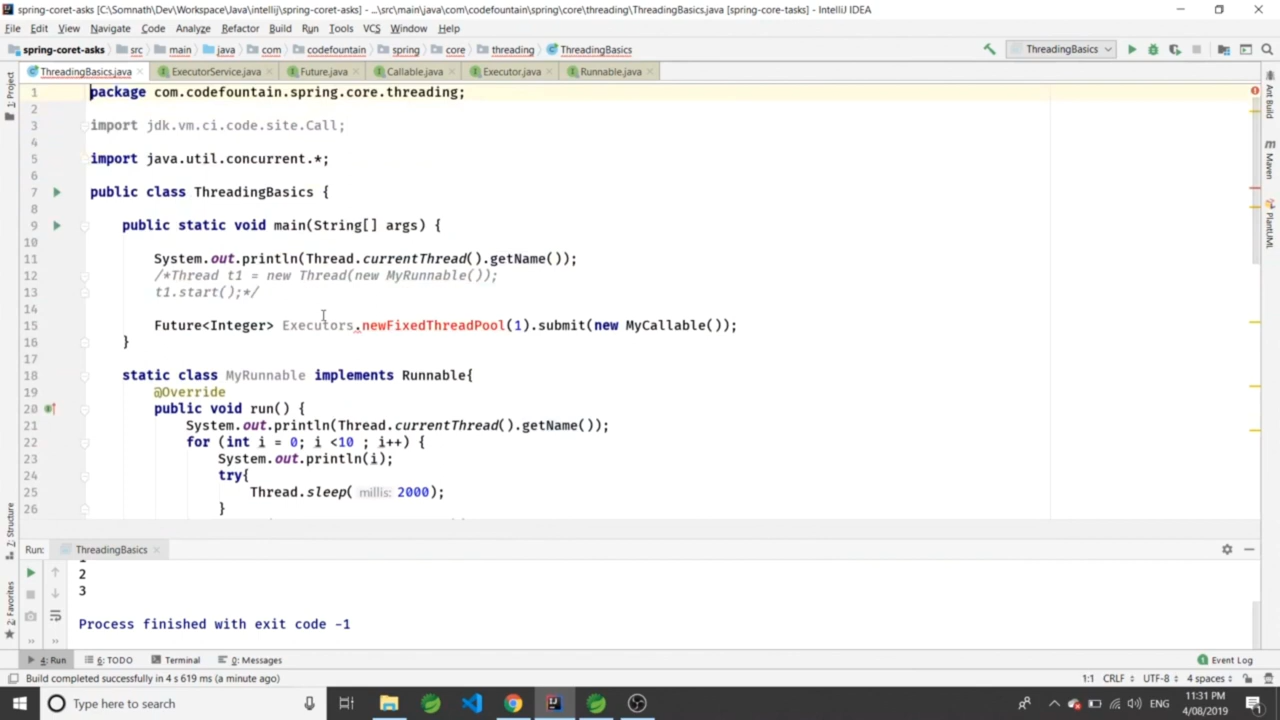 spring-coret-asks [C:\Somnath\Dev\Workspace\Java\intellij\spring-coret-asks] - ...\src\main\java\com\codefountain\spring\core\threading\ThreadingBasics.java [spring-core-tasks] - IntelliJ IDEA
File Edit View Navigate Code Analyze Refactor Build Run Tools VCS Window Help
spring-coret-asks src main java com codefountain spring core threading ThreadingBasics ThreadingBasics
ThreadingBasics.java ExecutorService.java Future.java Callable.java Executor.java Runnable.java
1: Project
Ant Build
Maven
PlantUML
1 package com.codefountain.spring.core.threading;
2
3 import jdk.vm.ci.code.site.Call;
4
5 import java.util.concurrent.*;
6
7 public class ThreadingBasics {
8
9 public static void main(String[] args) {
10
11 System.out.println(Thread.currentThread().getName());
12 /*Thread t1 = new Thread(new MyRunnable());
13 t1.start();*/
14
15 Future<Integer> Executors.newFixedThreadPool(1).submit(new MyCallable());
16 }
17
18 static class MyRunnable implements Runnable{
19 @Override
20 public void run() {
21 System.out.println(Thread.currentThread().getName());
22 for (int i = 0; i <10 ; i++) {
23 System.out.println(i);
24 try{
25 Thread.sleep( millis: 2000);
26 }
Z: Structure
2: Favorites
Run: ThreadingBasics
2
3
Process finished with exit code -1
4: Run 6: TODO Terminal 0: Messages Event Log
Build completed successfully in 4 s 619 ms (a minute ago) 1:1 CRLF UTF-8 4 spaces
Type here to search ENG 11:31 PM
4/08/2019